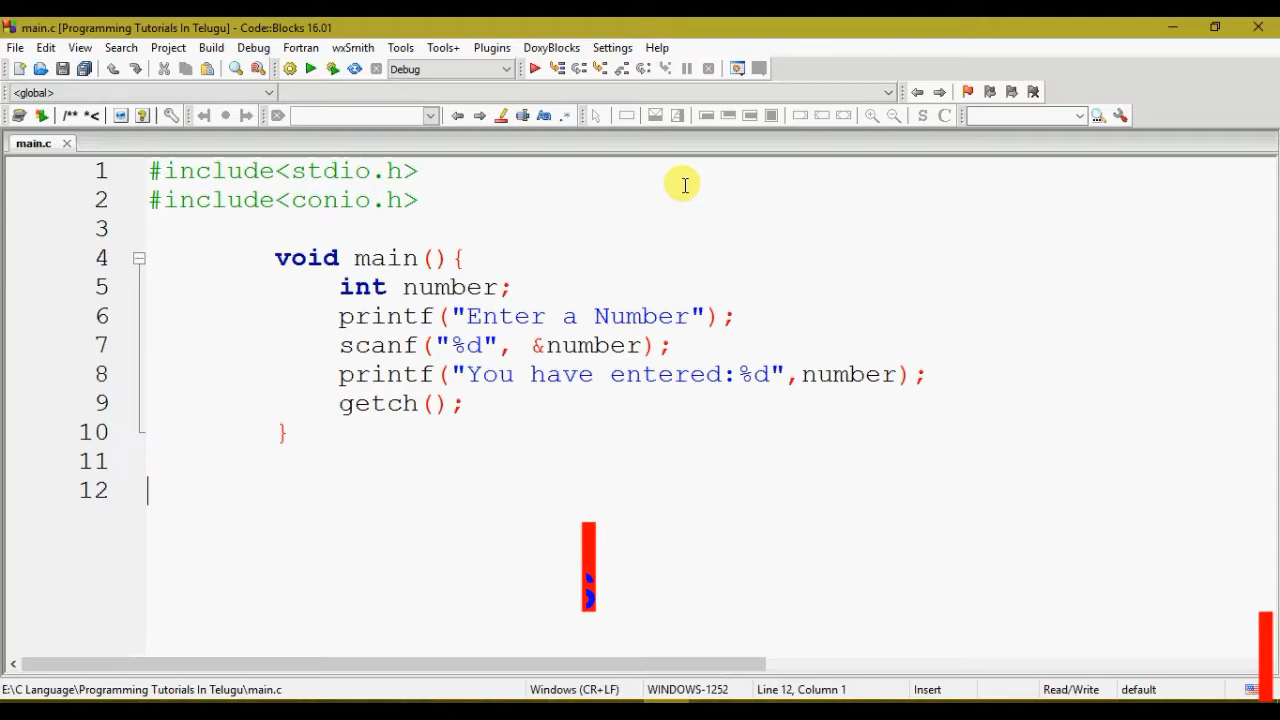 main.c [Programming Tutorials In Telugu] - Code::Blocks 16.01
File Edit View Search Project Build Debug Fortran wxSmith Tools Tools+ Plugins DoxyBlocks Settings Help
Debug
<global>
/** *<
.*
S C
main.c
1 #include<stdio.h>
2 #include<conio.h>
3
4 void main(){
5 int number;
6 printf("Enter a Number");
7 scanf("%d", &number);
8 printf("You have entered:%d",number);
9 getch();
10 }
11
12
E:\C Language\Programming Tutorials In Telugu\main.c Windows (CR+LF) WINDOWS-1252 Line 12, Column 1 Insert Read/Write default